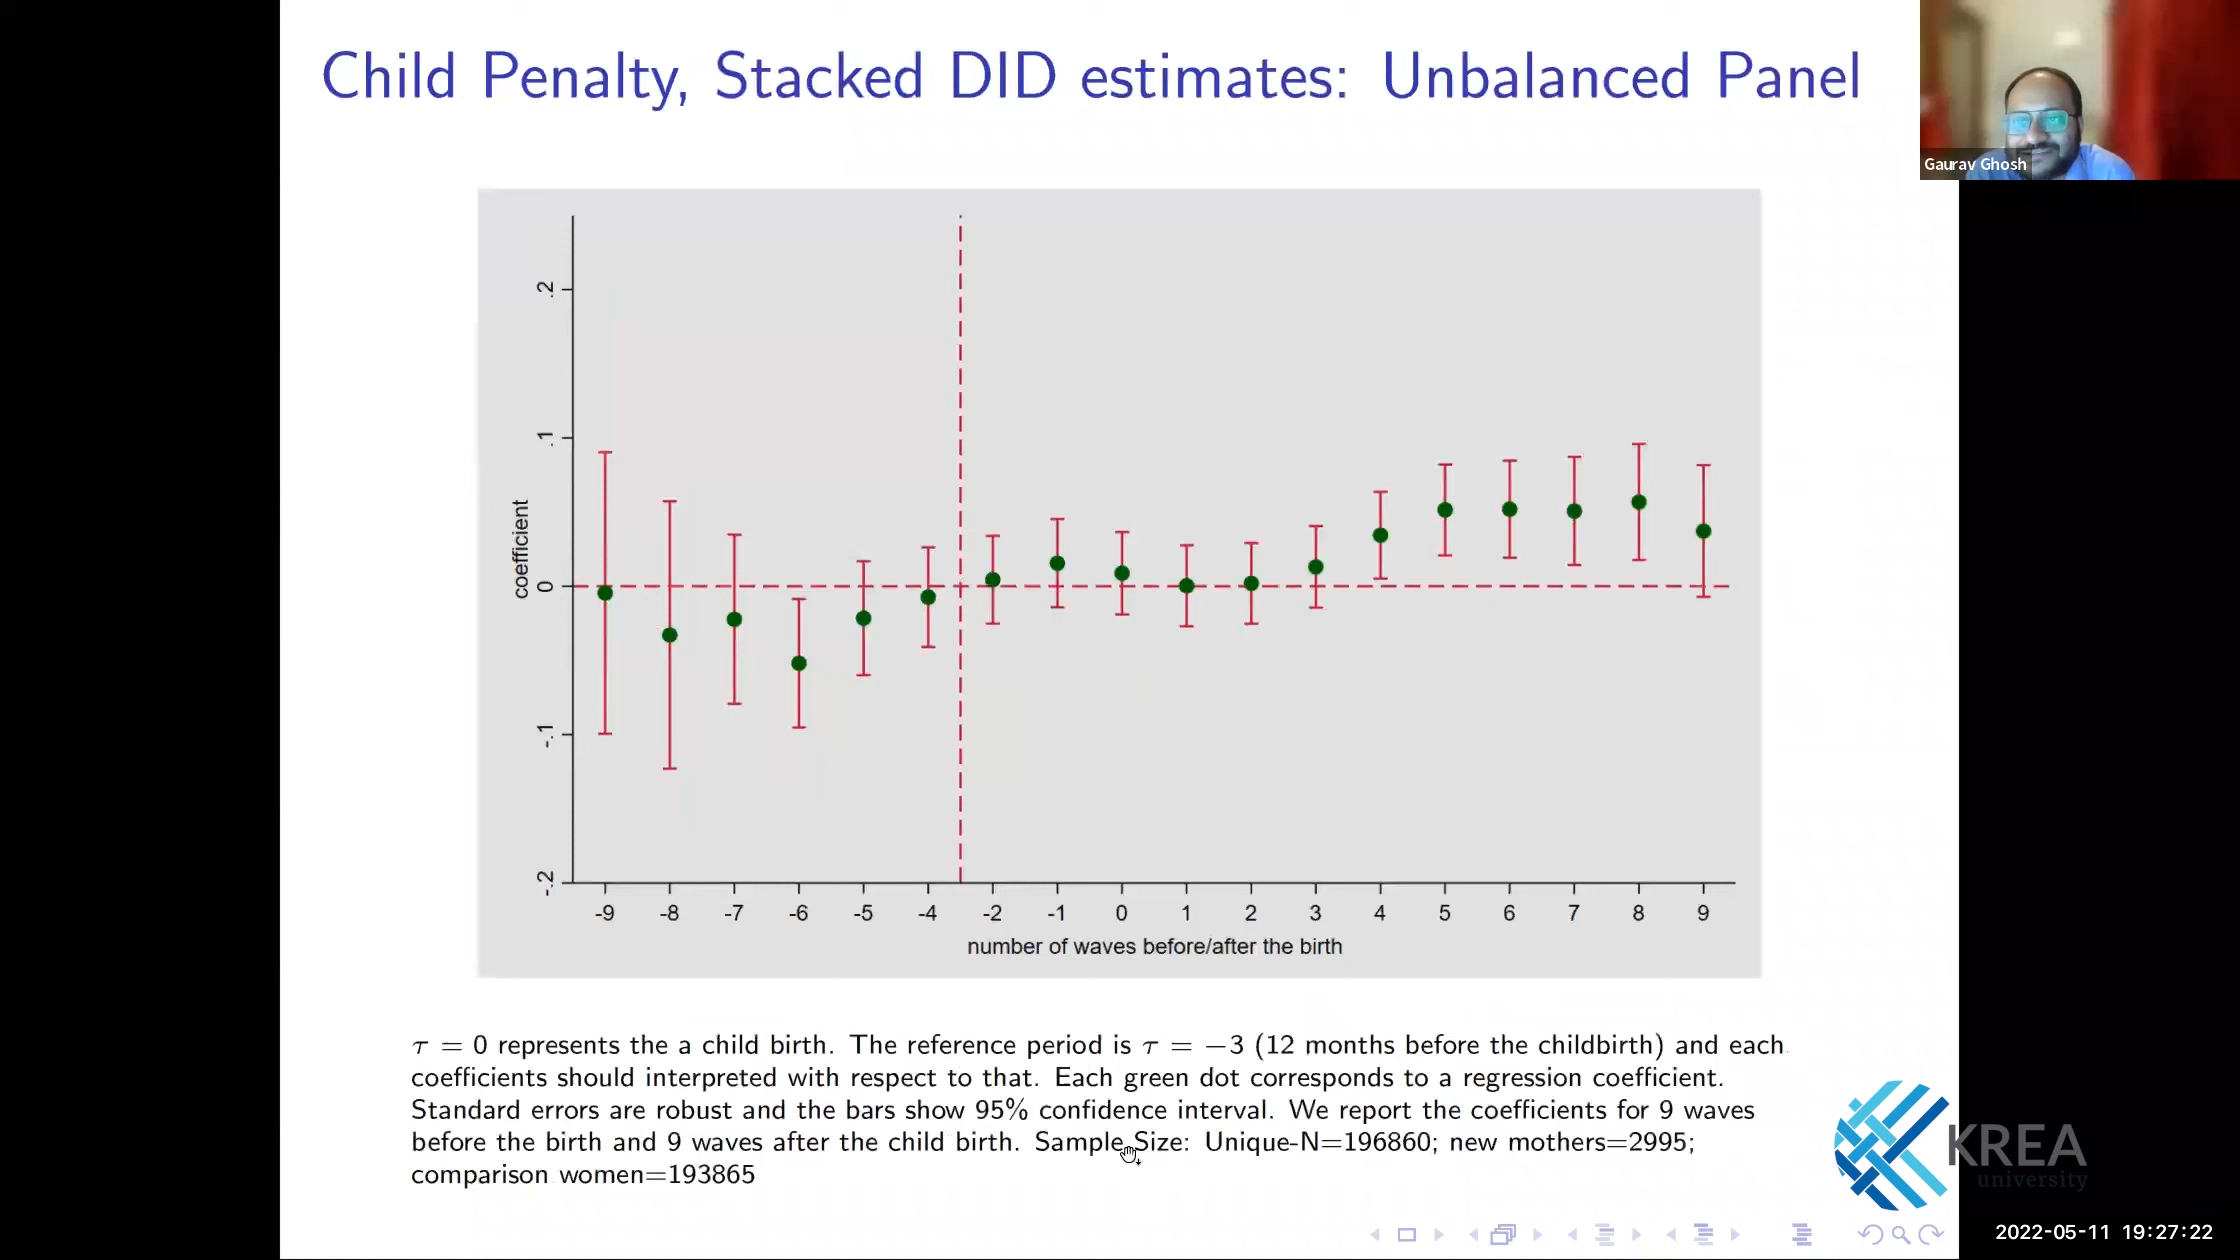 Child Penalty, Stacked DID estimates: Unbalanced Panel
Gaurav Ghosh
.2
.1
0
-.1
-.2
coefficient
-9 -8 -7 -6 -5 -4 -2 -1 0 1 2 3 4 5 6 7 8 9
number of waves before/after the birth
τ = 0 represents the a child birth. The reference period is τ = −3 (12 months before the childbirth) and each
coefficients should interpreted with respect to that. Each green dot corresponds to a regression coefficient.
Standard errors are robust and the bars show 95% confidence interval. We report the coefficients for 9 waves
before the birth and 9 waves after the child birth. Sample Size: Unique-N=196860; new mothers=2995;
comparison women=193865
KREA
university
2022-05-11 19:27:22